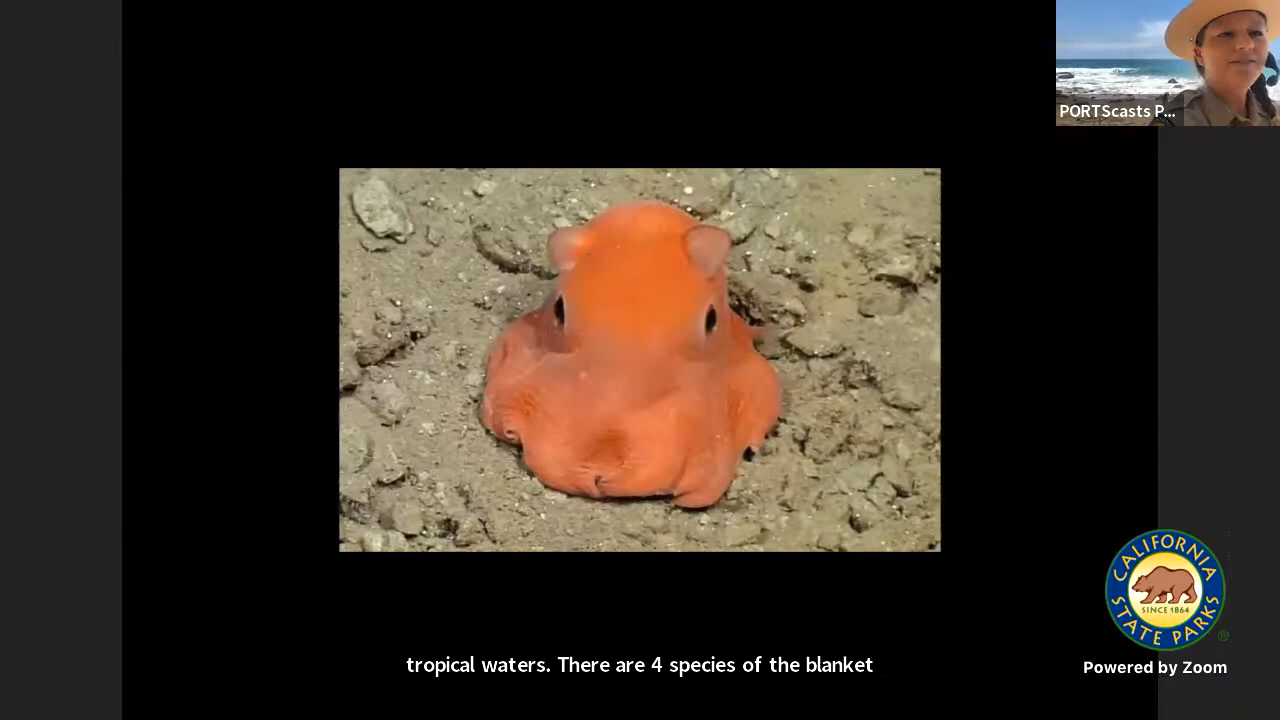 PORTScasts P...
CALIFORNIA
SINCE 1864
STATE PARKS
®
Powered by Zoom
tropical waters. There are 4 species of the blanket